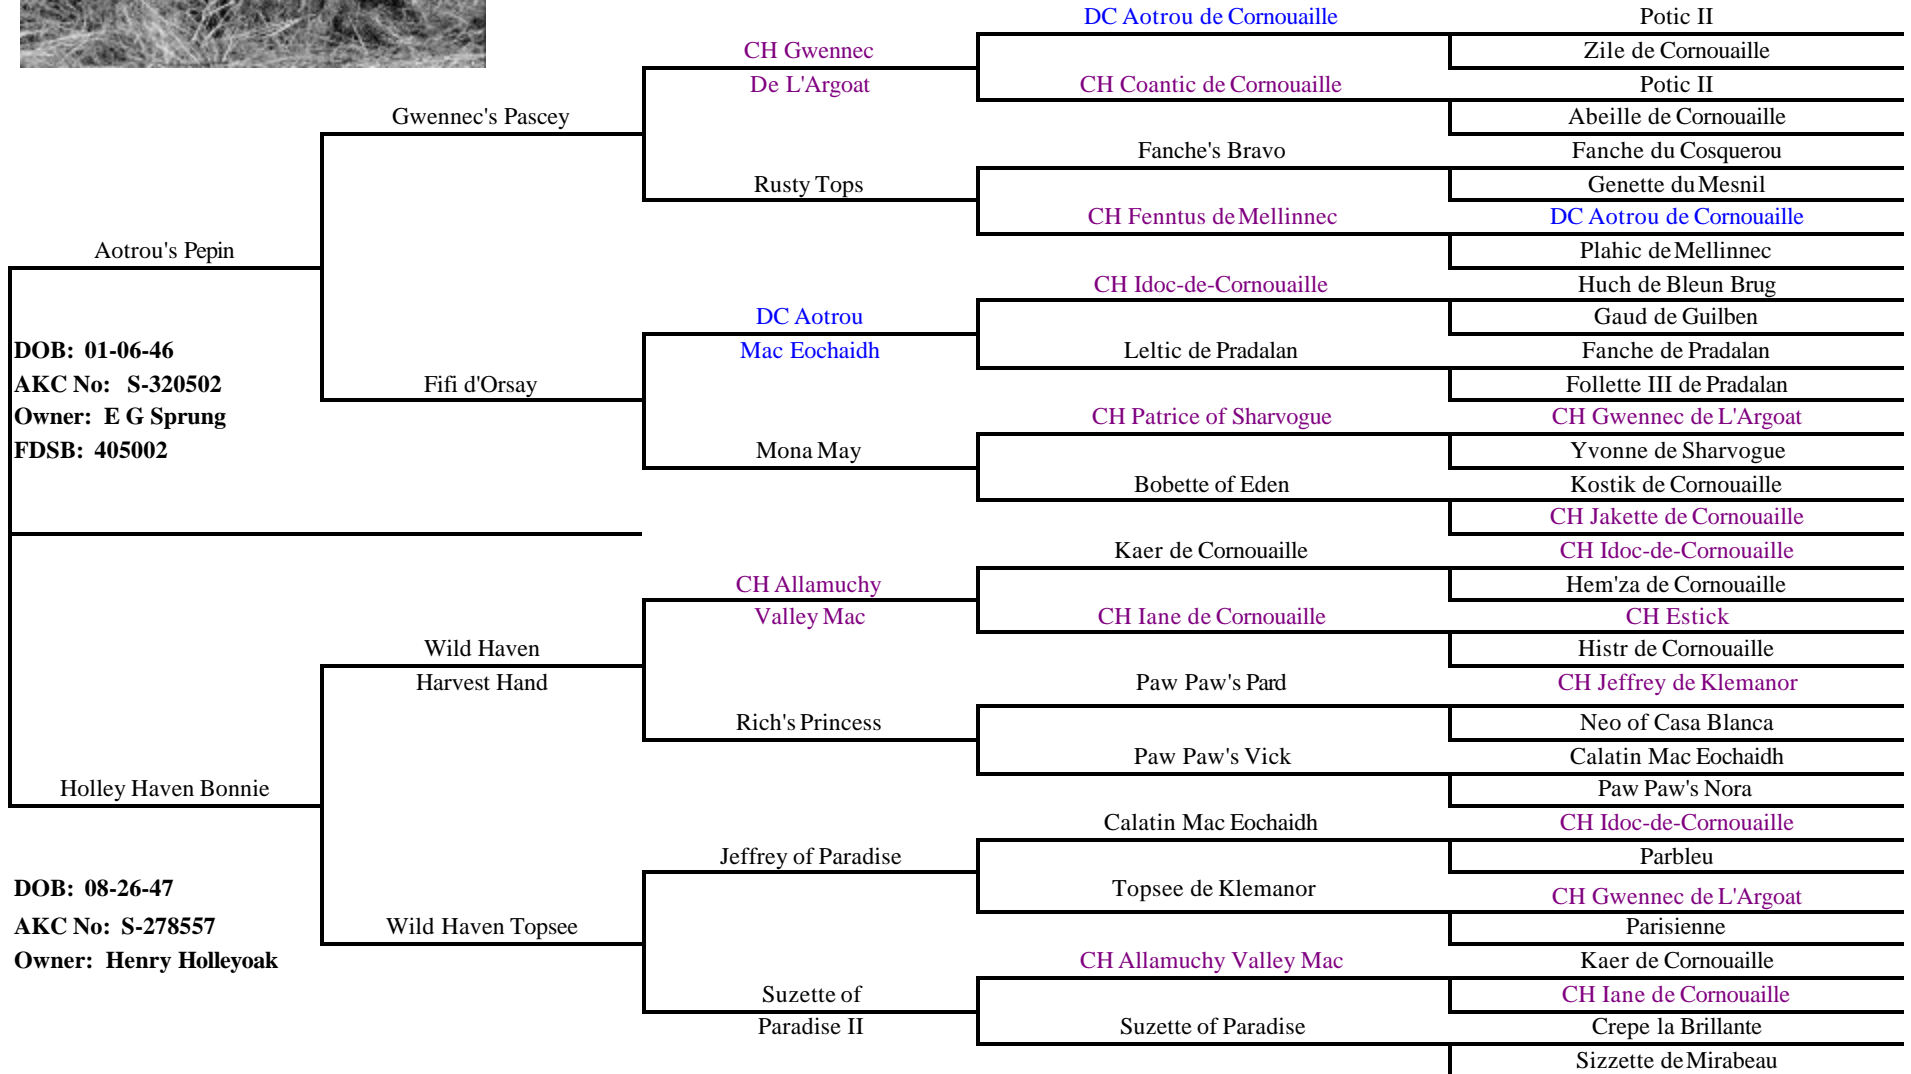 DC Aotrou de Cornouaille
Potic II
CH Gwennec
Zile de Cornouaille
De L'Argoat
CH Coantic de Cornouaille
Potic II
Gwennec's Pascey
Abeille de Cornouaille
Fanche's Bravo
Fanche du Cosquerou
Rusty Tops
Genette du Mesnil
CH Fenntus de Mellinnec
DC Aotrou de Cornouaille
Aotrou's Pepin
Plahic de Mellinnec
CH Idoc-de-Cornouaille
Huch de Bleun Brug
DC Aotrou
Gaud de Guilben
DOB: 01-06-46
Mac Eochaidh
Leltic de Pradalan
Fanche de Pradalan
AKC No: S-320502
Fifi d'Orsay
Follette III de Pradalan
Owner: E G Sprung
CH Patrice of Sharvogue
CH Gwennec de L'Argoat
FDSB: 405002
Mona May
Yvonne de Sharvogue
Bobette of Eden
Kostik de Cornouaille
CH Jakette de Cornouaille
Kaer de Cornouaille
CH Idoc-de-Cornouaille
CH Allamuchy
Hem'za de Cornouaille
Valley Mac
CH Iane de Cornouaille
CH Estick
Wild Haven
Histr de Cornouaille
Harvest Hand
Paw Paw's Pard
CH Jeffrey de Klemanor
Rich's Princess
Neo of Casa Blanca
Paw Paw's Vick
Calatin Mac Eochaidh
Holley Haven Bonnie
Paw Paw's Nora
Calatin Mac Eochaidh
CH Idoc-de-Cornouaille
Jeffrey of Paradise
Parbleu
DOB: 08-26-47
Topsee de Klemanor
CH Gwennec de L'Argoat
AKC No: S-278557
Wild Haven Topsee
Parisienne
Owner: Henry Holleyoak
CH Allamuchy Valley Mac
Kaer de Cornouaille
Suzette of
CH Iane de Cornouaille
Paradise II
Suzette of Paradise
Crepe la Brillante
Sizzette de Mirabeau